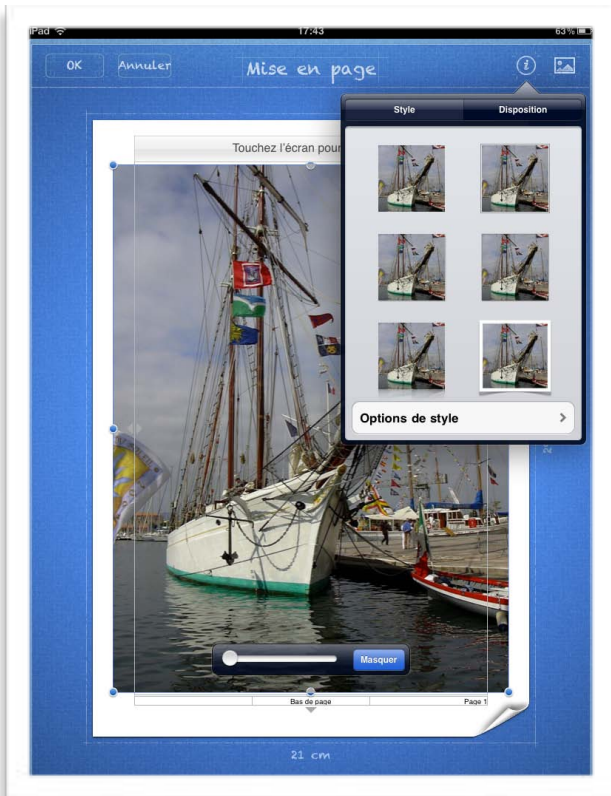 iPad 17:43 63 %
OK Annuler Mise en page
Style Disposition
Touchez l'écran pour
Options de style
Masquer
Bas de page Page 1
21 cm